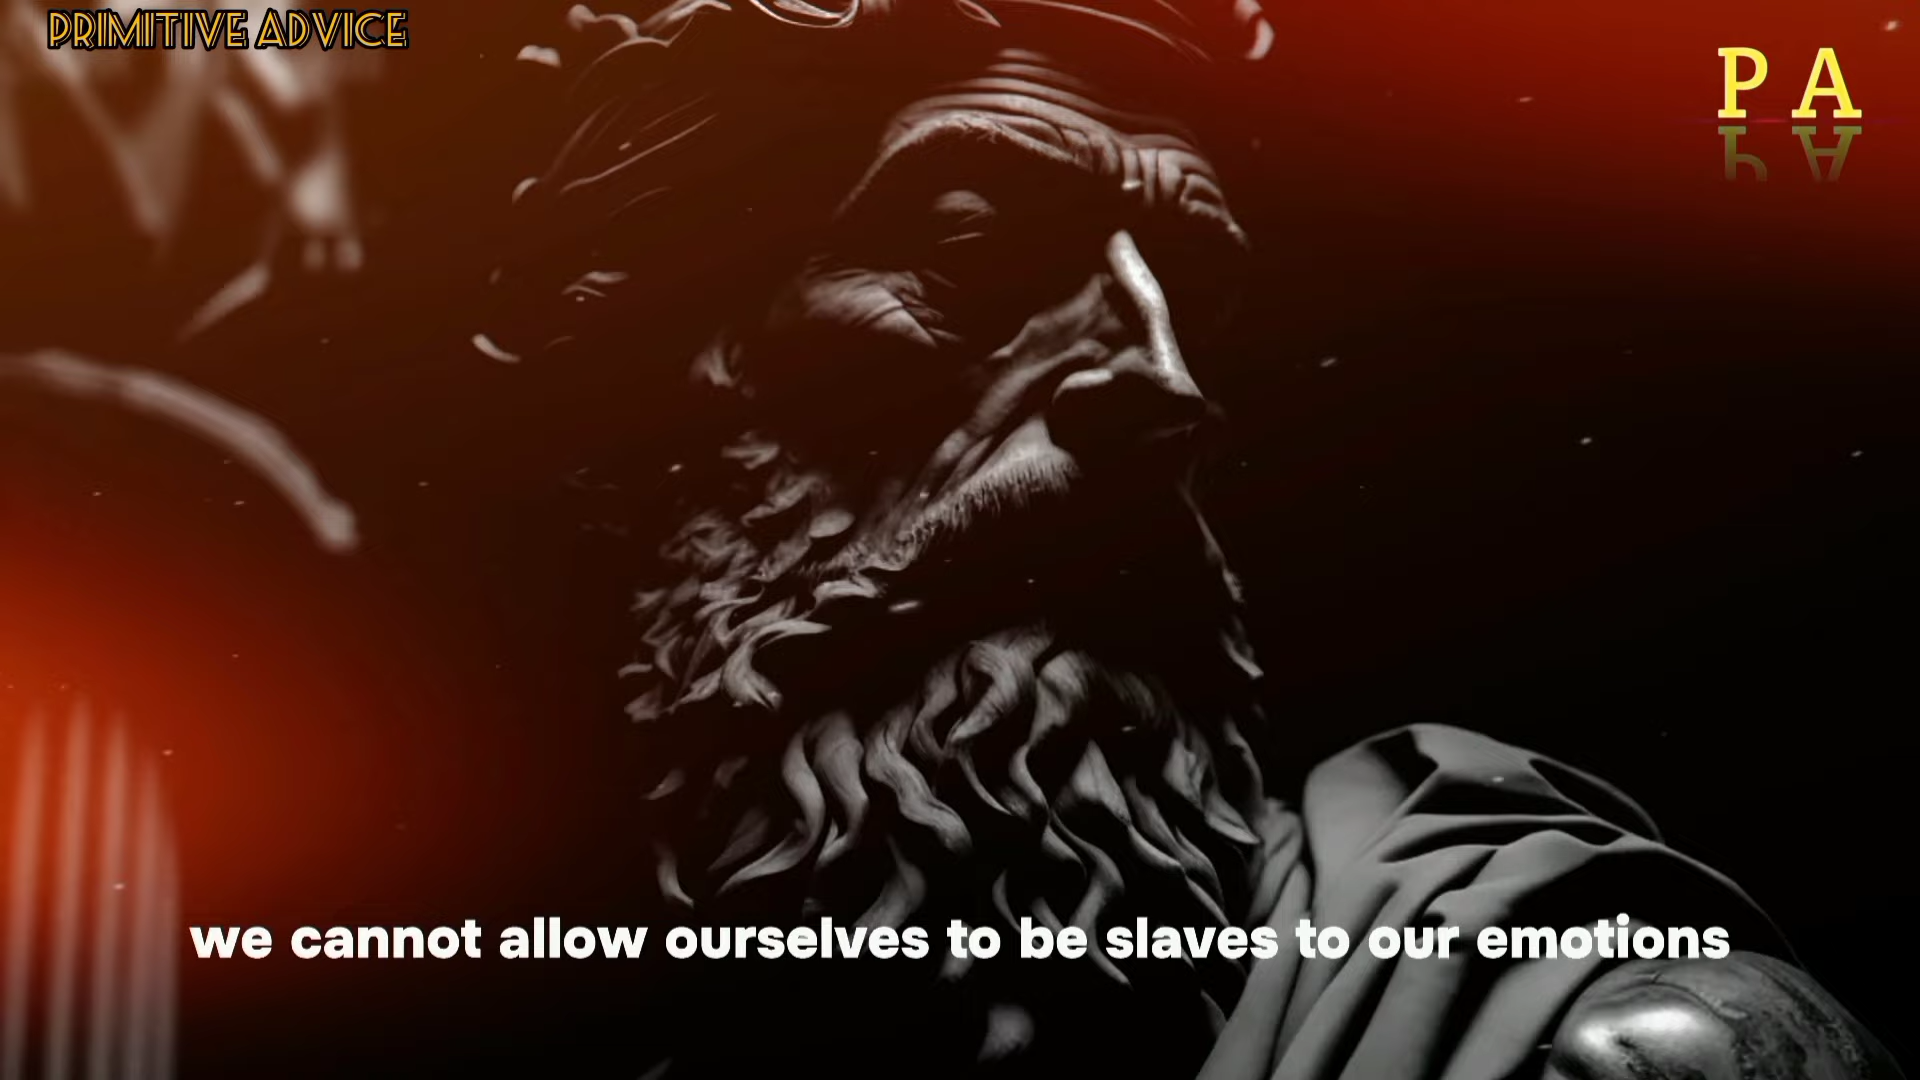 PRIMITIVE ADVICE
P A
we cannot allow ourselves to be slaves to our emotions